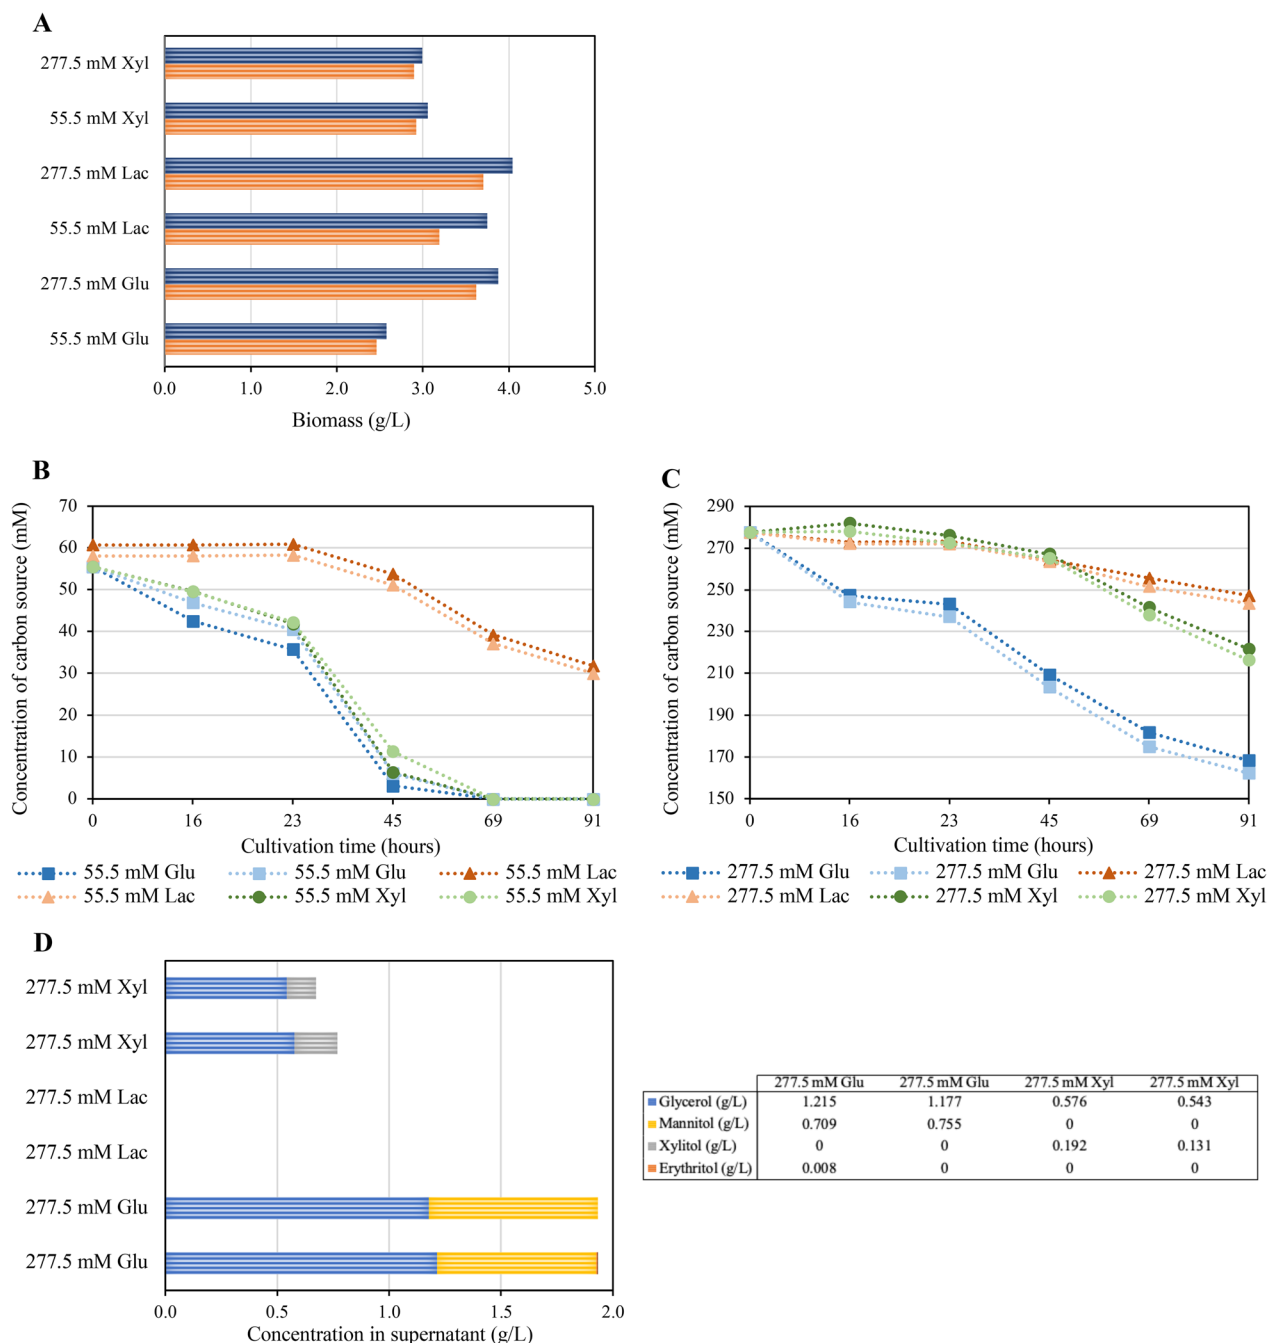 A
277.5 mM Xyl
55.5 mM Xyl
277.5 mM Lac
55.5 mM Lac
277.5 mM Glu
55.5 mM Glu
0.0 1.0 2.0 3.0 4.0 5.0
Biomass (g/L)
B
Concentration of carbon source (mM)
70
60
50
40
30
20
10
0
0 16 23 45 69 91
Cultivation time (hours)
55.5 mM Glu 55.5 mM Glu 55.5 mM Lac
55.5 mM Lac 55.5 mM Xyl 55.5 mM Xyl
C
Concentration of carbon source (mM)
290
270
250
230
210
190
170
150
0 16 23 45 69 91
Cultivation time (hours)
277.5 mM Glu 277.5 mM Glu 277.5 mM Lac
277.5 mM Lac 277.5 mM Xyl 277.5 mM Xyl
D
277.5 mM Xyl
277.5 mM Xyl
277.5 mM Lac
277.5 mM Lac
277.5 mM Glu
277.5 mM Glu
0.0 0.5 1.0 1.5 2.0
Concentration in supernatant (g/L)
277.5 mM Glu 277.5 mM Glu 277.5 mM Xyl 277.5 mM Xyl
Glycerol (g/L) 1.215 1.177 0.576 0.543
Mannitol (g/L) 0.709 0.755 0 0
Xylitol (g/L) 0 0 0.192 0.131
Erythritol (g/L) 0.008 0 0 0